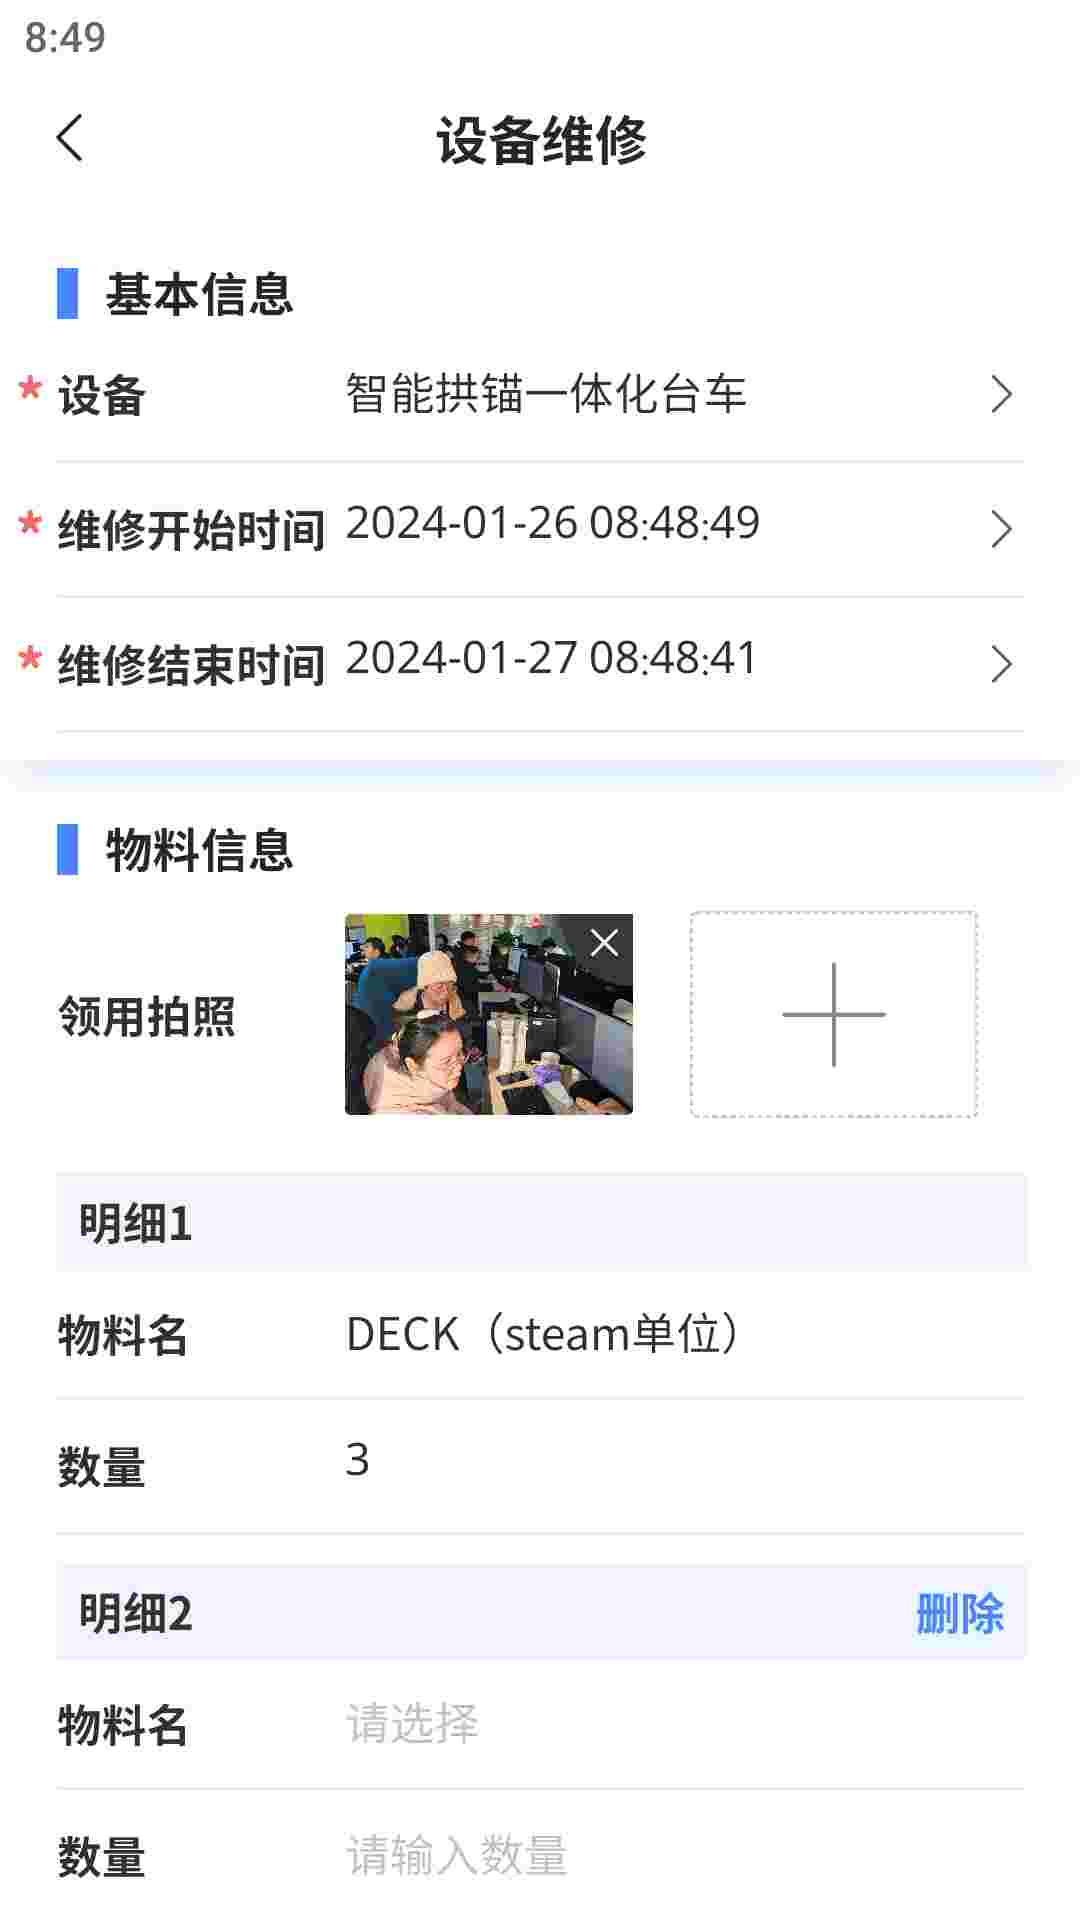 8:49
设备维修
基本信息
* 设备 智能拱锚一体化台车
* 维修开始时间 2024-01-26 08:48:49
* 维修结束时间 2024-01-27 08:48:41
物料信息
领用拍照
明细1
物料名 DECK（steam单位）
数量 3
明细2 删除
物料名 请选择
数量 请输入数量